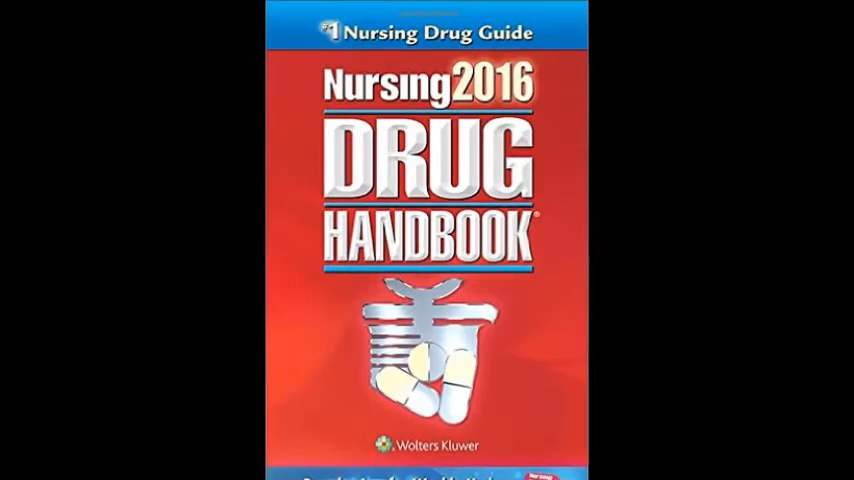 #1 Nursing Drug Guide
Nursing2016
DRUG
HANDBOOK®
Wolters Kluwer